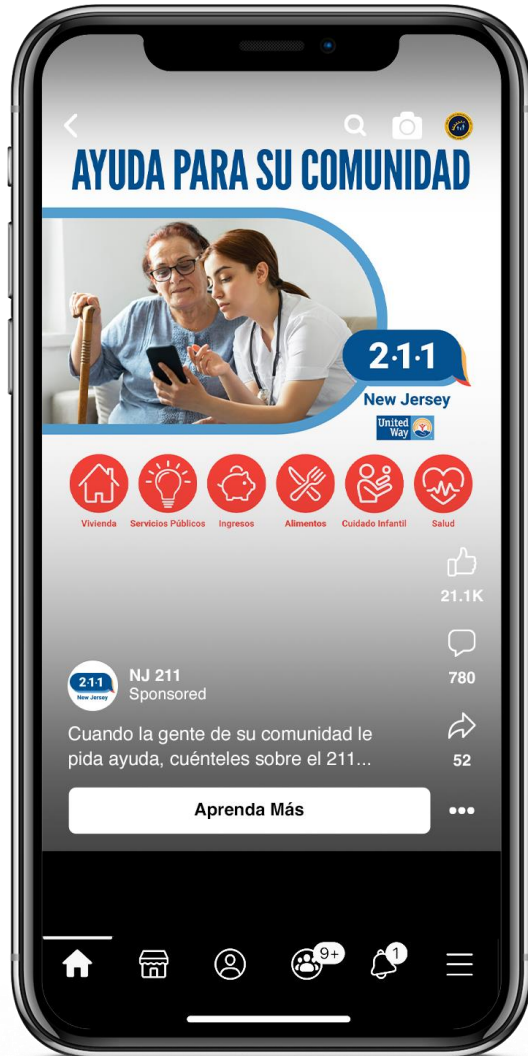 AYUDA PARA SU COMUNIDAD
2·1·1
New Jersey
United
Way
Vivienda Servicios Públicos Ingresos Alimentos Cuidado Infantil Salud
21.1K
780
2·1·1
New Jersey
NJ 211
Sponsored
Cuando la gente de su comunidad le
pida ayuda, cuénteles sobre el 211...
52
Aprenda Más
9+
1